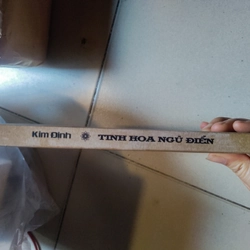 Kim Định TINH HOA NGŨ ĐIỂN